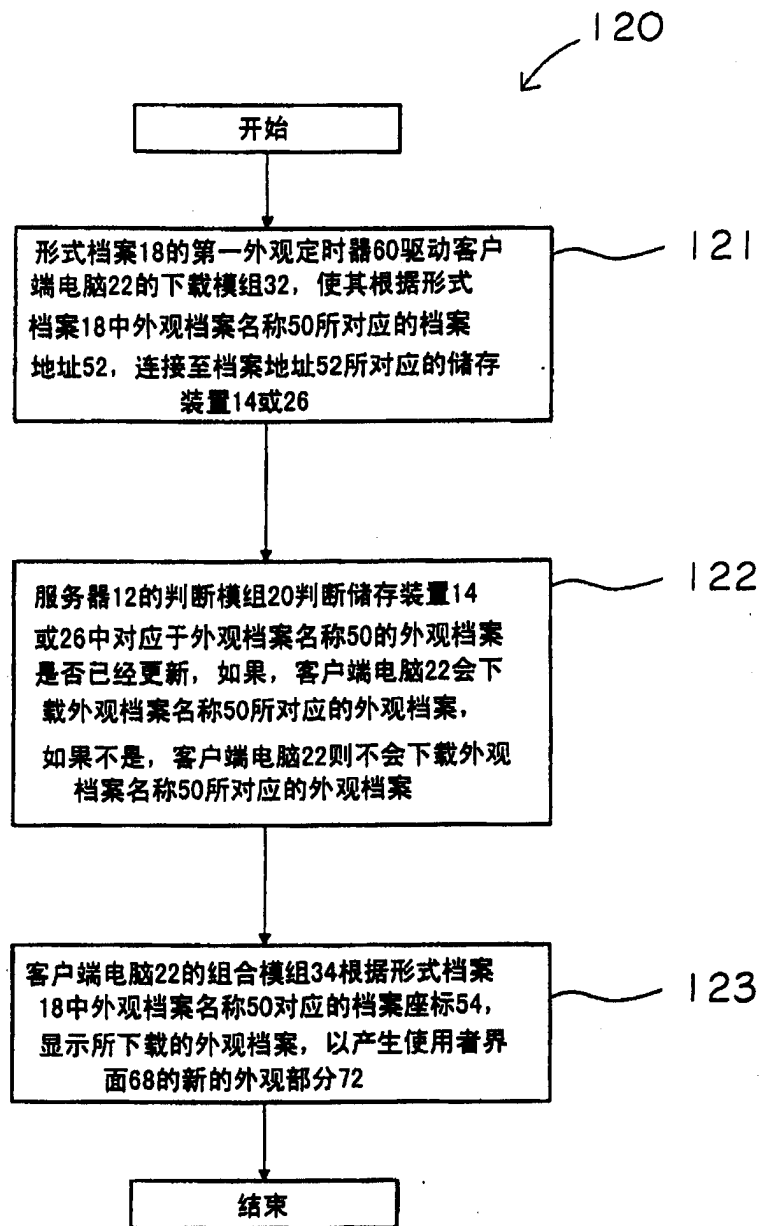 120
开始
形式档案18的第一外观定时器60驱动客户
端电脑22的下载模组32，使其根据形式
档案18中外观档案名称50所对应的档案
地址52，连接至档案地址52所对应的储存
装置14或26
121
服务器12的判断模组20判断储存装置14
或26中对应于外观档案名称50的外观档案
是否已经更新，如果，客户端电脑22会下
载外观档案名称50所对应的外观档案，
如果不是，客户端电脑22则不会下载外观
档案名称50所对应的外观档案
122
客户端电脑22的组合模组34根据形式档案
18中外观档案名称50对应的档案座标54，
显示所下载的外观档案，以产生使用者界
面68的新的外观部分72
123
结束